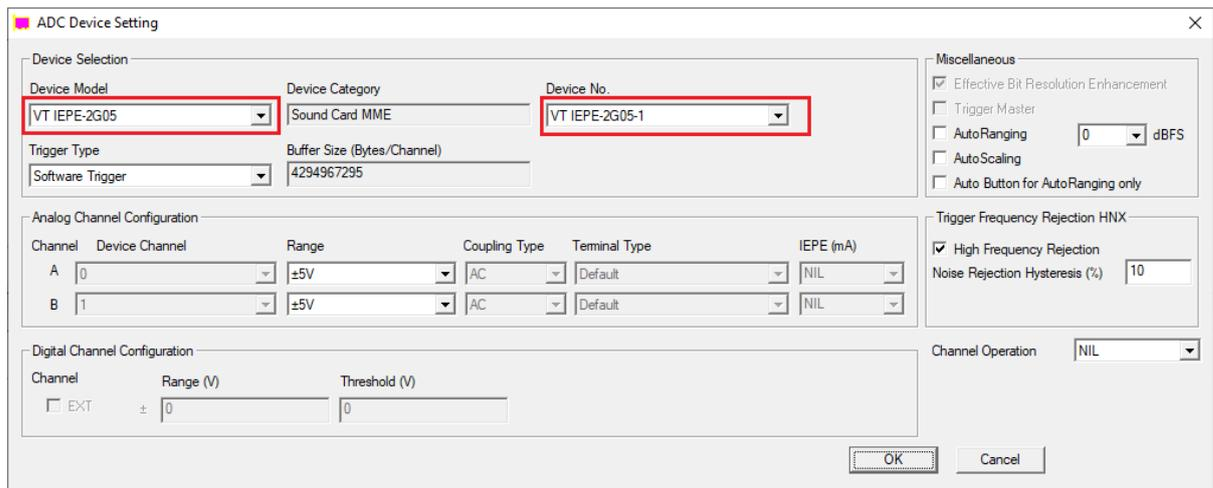 ADC Device Setting
Device Selection
Device Model
Device Category
Device No.
VT IEPE-2G05
Sound Card MME
VT IEPE-2G05-1
Trigger Type
Buffer Size (Bytes/Channel)
Software Trigger
4294967295
Miscellaneous
Effective Bit Resolution Enhancement
Trigger Master
AutoRanging 0 dBFS
AutoScaling
Auto Button for AutoRanging only
Analog Channel Configuration
Channel Device Channel Range Coupling Type Terminal Type IEPE (mA)
A 0 ±5V AC Default NIL
B 1 ±5V AC Default NIL
Trigger Frequency Rejection HNX
High Frequency Rejection
Noise Rejection Hysteresis (%) 10
Digital Channel Configuration
Channel Range (V) Threshold (V)
EXT ± 0 0
Channel Operation NIL
OK Cancel